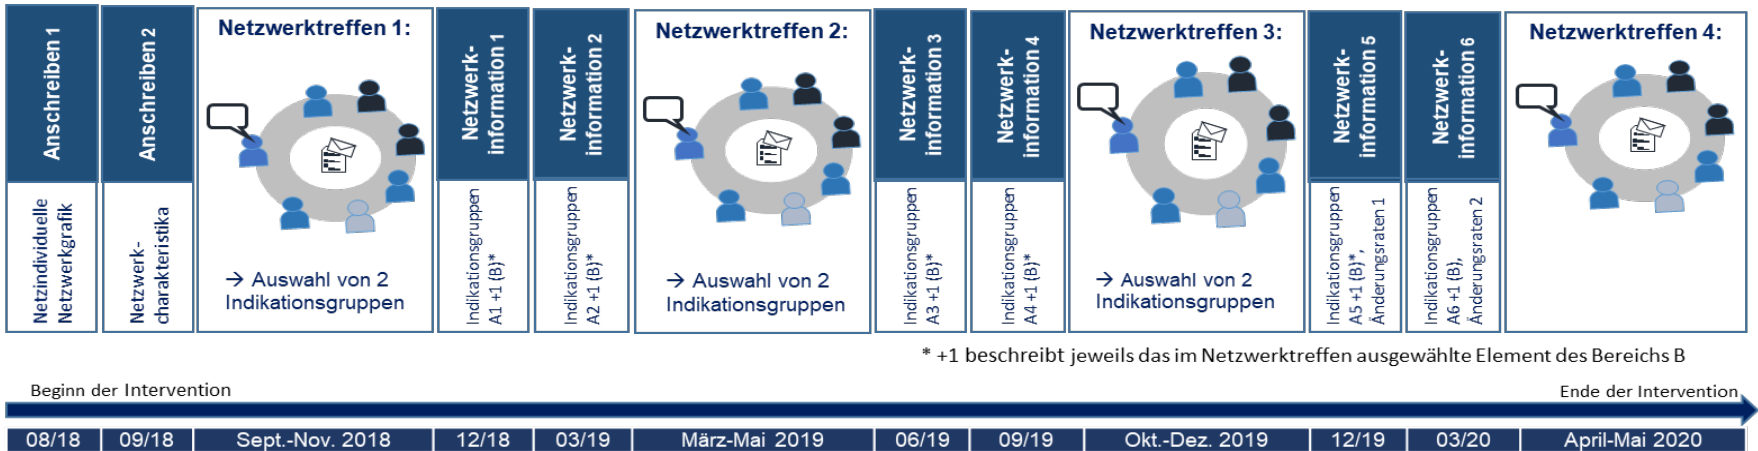 Anschreiben 1
Netzindividuelle
Netzwerkgrafik
Anschreiben 2
Netzwerk-
charakteristika
Netzwerktreffen 1:
→ Auswahl von 2
Indikationsgruppen
Netzwerk-
information 1
Indikationsgruppen
A1 +1 (B)*
Netzwerk-
information 2
Indikationsgruppen
A2 +1 (B)*
Netzwerktreffen 2:
→ Auswahl von 2
Indikationsgruppen
Netzwerk-
information 3
Indikationsgruppen
A3 +1 (B)*
Netzwerk-
information 4
Indikationsgruppen
A4 +1 (B)*
Netzwerktreffen 3:
→ Auswahl von 2
Indikationsgruppen
Netzwerk-
information 5
Indikationsgruppen
A5 +1 (B)*,
Änderungsraten 1
Netzwerk-
information 6
Indikationsgruppen
A6 +1 (B),
Änderungsraten 2
Netzwerktreffen 4:
* +1 beschreibt jeweils das im Netzwerktreffen ausgewählte Element des Bereichs B
Beginn der Intervention
Ende der Intervention
08/18
09/18
Sept.-Nov. 2018
12/18
03/19
März-Mai 2019
06/19
09/19
Okt.-Dez. 2019
12/19
03/20
April-Mai 2020